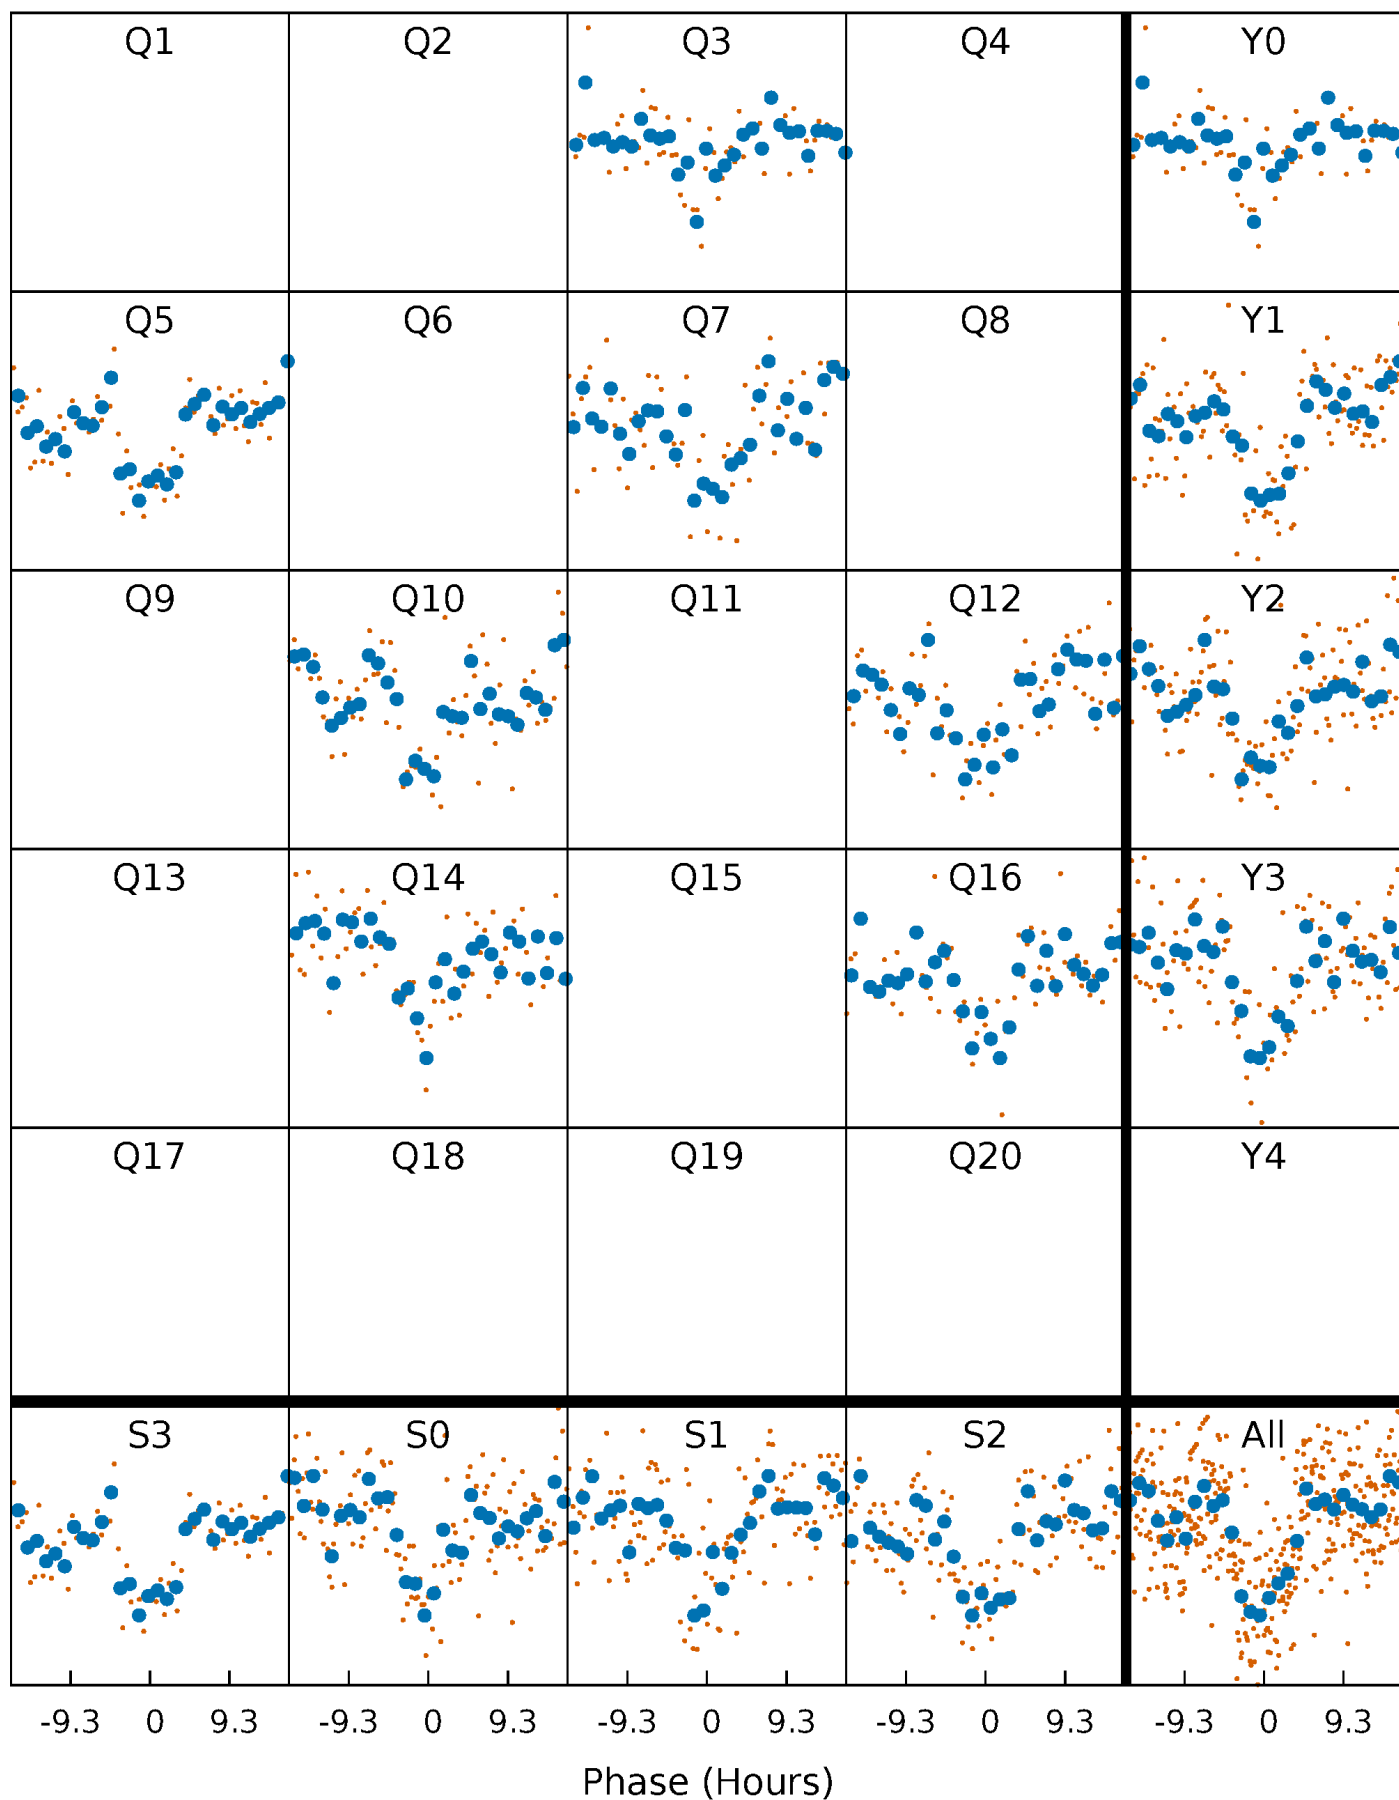 Q1 Q2 Q3 Q4 Y0
Q5 Q6 Q7 Q8 Y1
Q9 Q10 Q11 Q12 Y2
Q13 Q14 Q15 Q16 Y3
Q17 Q18 Q19 Q20 Y4
S3 S0 S1 S2 All
-9.3 0 9.3 -9.3 0 9.3 -9.3 0 9.3 -9.3 0 9.3 -9.3 0 9.3
Phase (Hours)